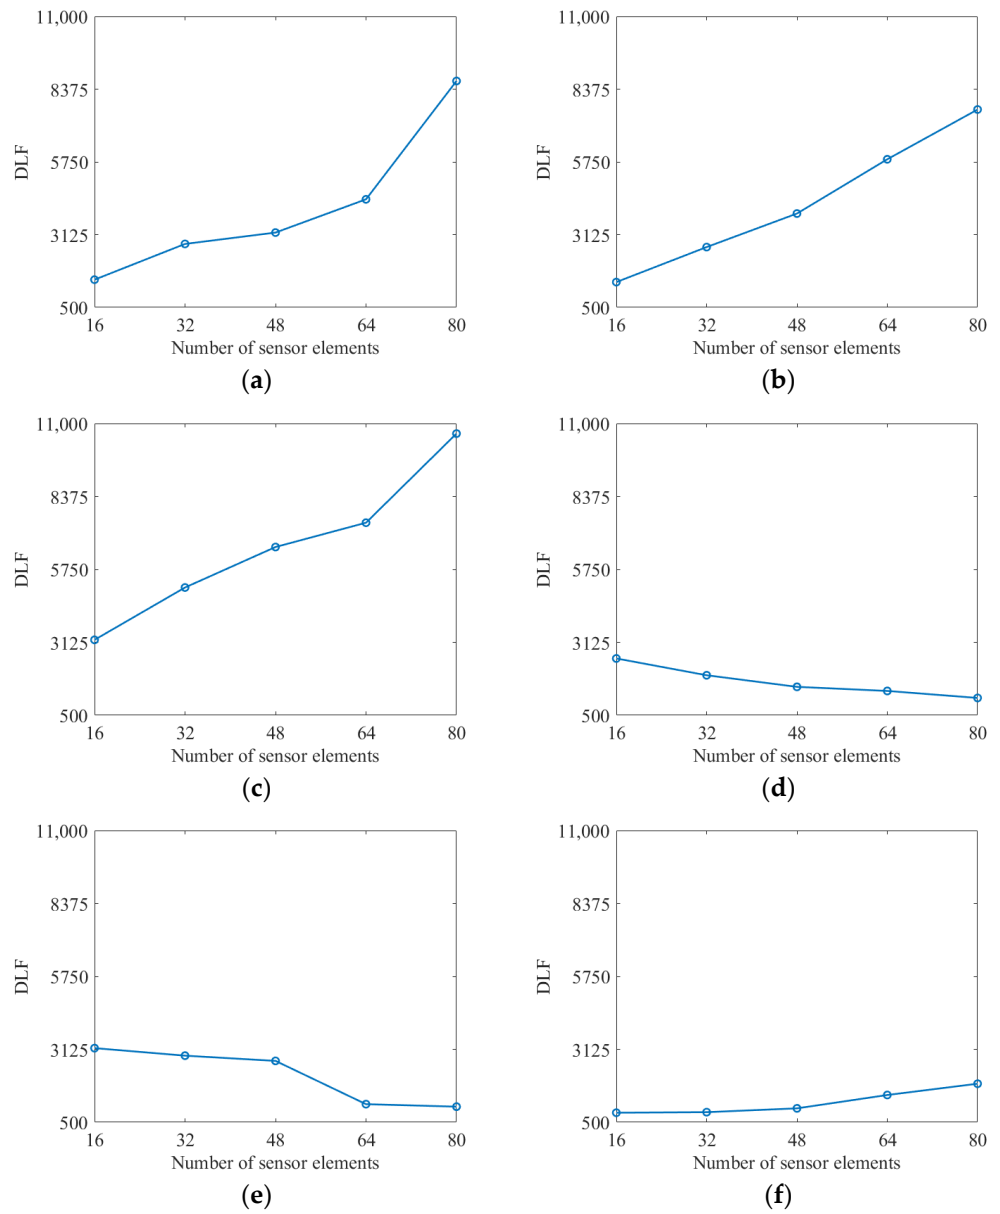 11,000
8375
5750
3125
500
DLF
16 32 48 64 80
Number of sensor elements
(a)
11,000
8375
5750
3125
500
DLF
16 32 48 64 80
Number of sensor elements
(b)
11,000
8375
5750
3125
500
DLF
16 32 48 64 80
Number of sensor elements
(c)
11,000
8375
5750
3125
500
DLF
16 32 48 64 80
Number of sensor elements
(d)
11,000
8375
5750
3125
500
DLF
16 32 48 64 80
Number of sensor elements
(e)
11,000
8375
5750
3125
500
DLF
16 32 48 64 80
Number of sensor elements
(f)